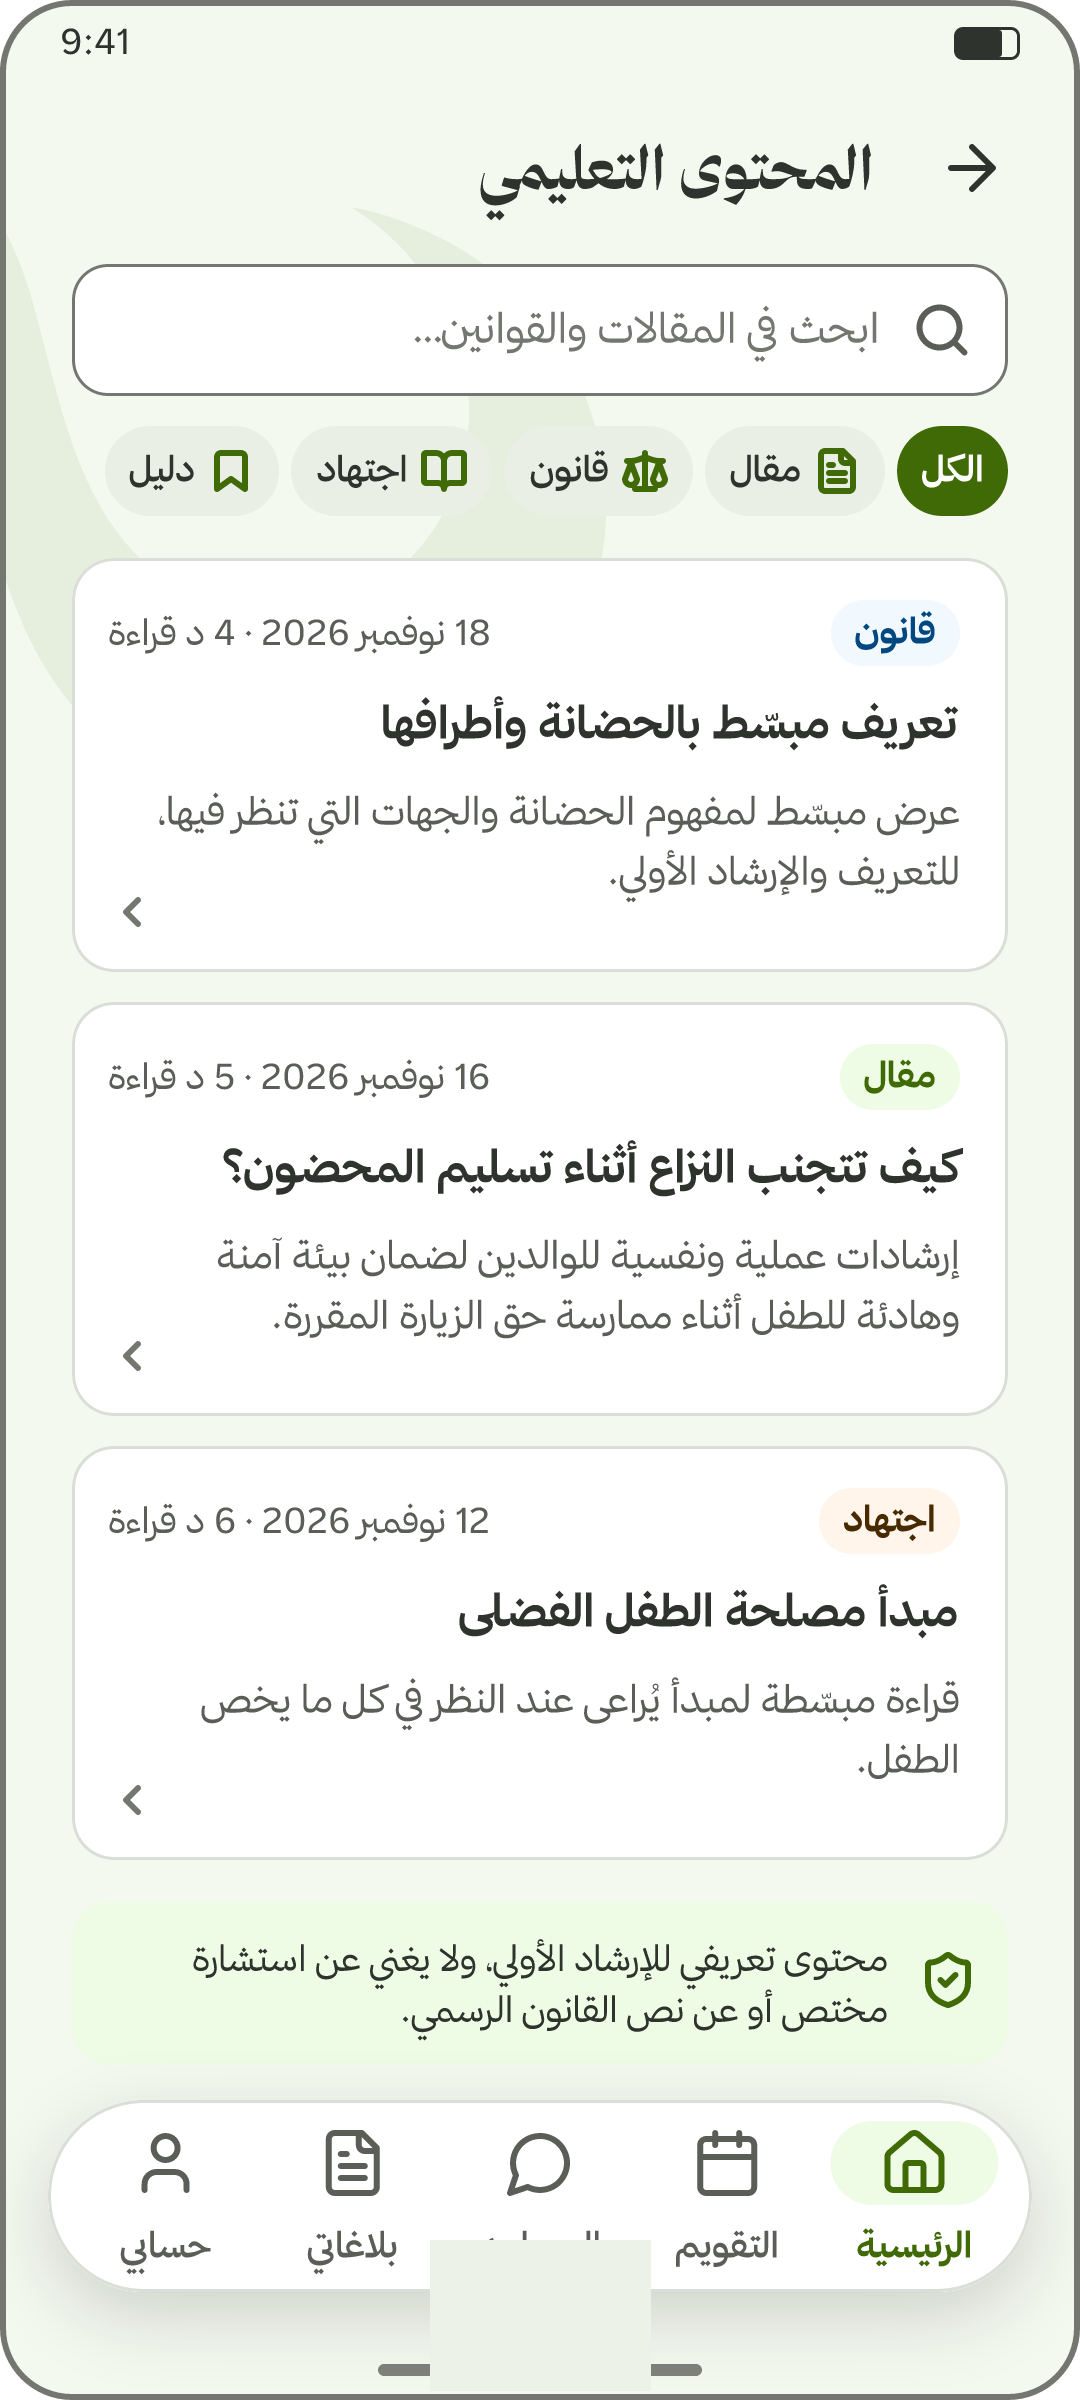 9:41
المحتوى التعليمي
ابحث في المقالات والقوانين...
الكل
مقال
قانون
اجتهاد
دليل
قانون
18 نوفمبر 2026 · 4 د قراءة
تعريف مبسّط بالحضانة وأطرافها
عرض مبسّط لمفهوم الحضانة والجهات التي تنظر فيها،
للتعريف والإرشاد الأولي.
مقال
16 نوفمبر 2026 · 5 د قراءة
كيف تتجنب النزاع أثناء تسليم المحضون؟
إرشادات عملية ونفسية للوالدين لضمان بيئة آمنة
وهادئة للطفل أثناء ممارسة حق الزيارة المقررة.
اجتهاد
12 نوفمبر 2026 · 6 د قراءة
مبدأ مصلحة الطفل الفضلى
قراءة مبسّطة لمبدأ يُراعى عند النظر في كل ما يخص
الطفل.
محتوى تعريفي للإرشاد الأولي، ولا يغني عن استشارة
مختص أو عن نص القانون الرسمي.
الرئيسية
التقويم
بلاغاتي
حسابي